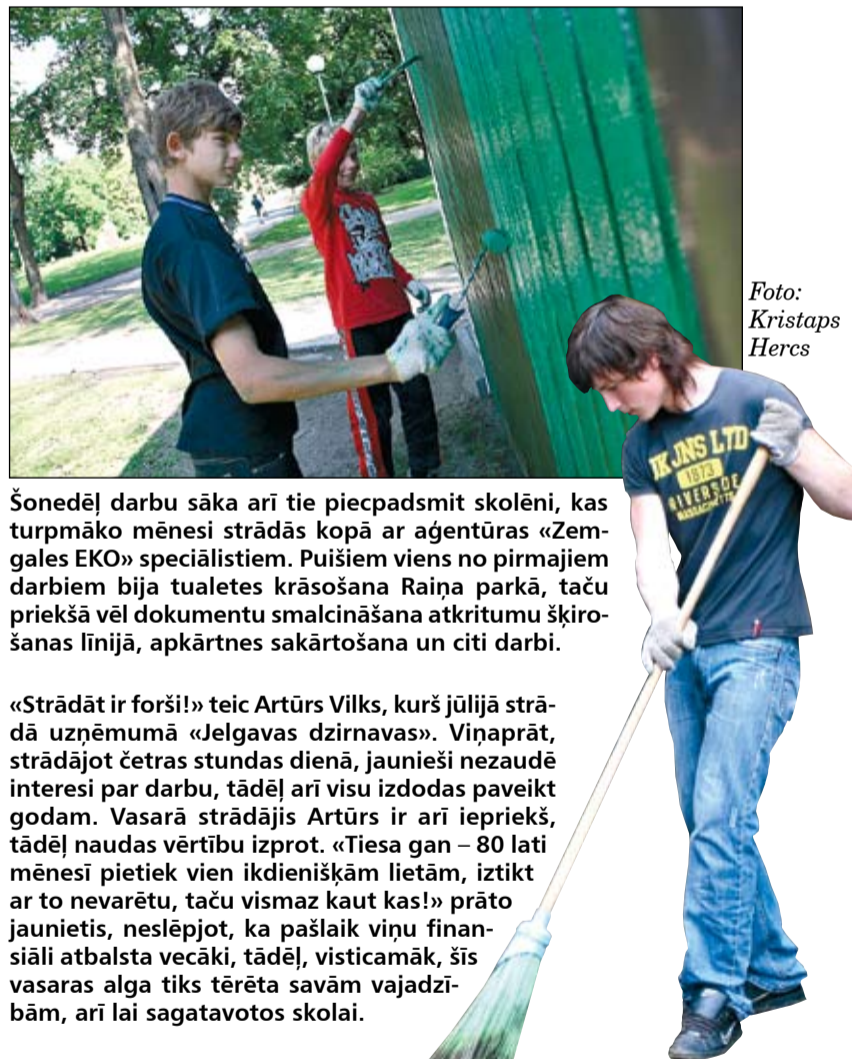 Foto:
Kristaps
Hercs
IK JNS LTD
1873
RIVERSIDE
MASSACHUSETTS
Šonedēļ darbu sāka arī tie piecpadsmit skolēni, kas
turpmāko mēnesi strādās kopā ar aģentūras «Zem-
gales EKO» speciālistiem. Puišiem viens no pirmajiem
darbiem bija tualetes krāsošana Raiņa parkā, taču
priekšā vēl dokumentu smalcināšana atkritumu šķiro-
šanas līnijā, apkārtnes sakārtošana un citi darbi.
«Strādāt ir forši!» teic Artūrs Vilks, kurš jūlijā strā-
dā uzņēmumā «Jelgavas dzirnavas». Viņaprāt,
strādājot četras stundas dienā, jaunieši nezaudē
interesi par darbu, tādēļ arī visu izdodas paveikt
godam. Vasarā strādājis Artūrs ir arī iepriekš,
tādēļ naudas vērtību izprot. «Tiesa gan – 80 lati
mēnesī pietiek vien ikdienišķām lietām, iztikt
ar to nevarētu, taču vismaz kaut kas!» prāto
jaunietis, neslēpjot, ka pašlaik viņu finan-
siāli atbalsta vecāki, tādēļ, visticamāk, šīs
vasaras alga tiks tērēta savām vajadzī-
bām, arī lai sagatavotos skolai.